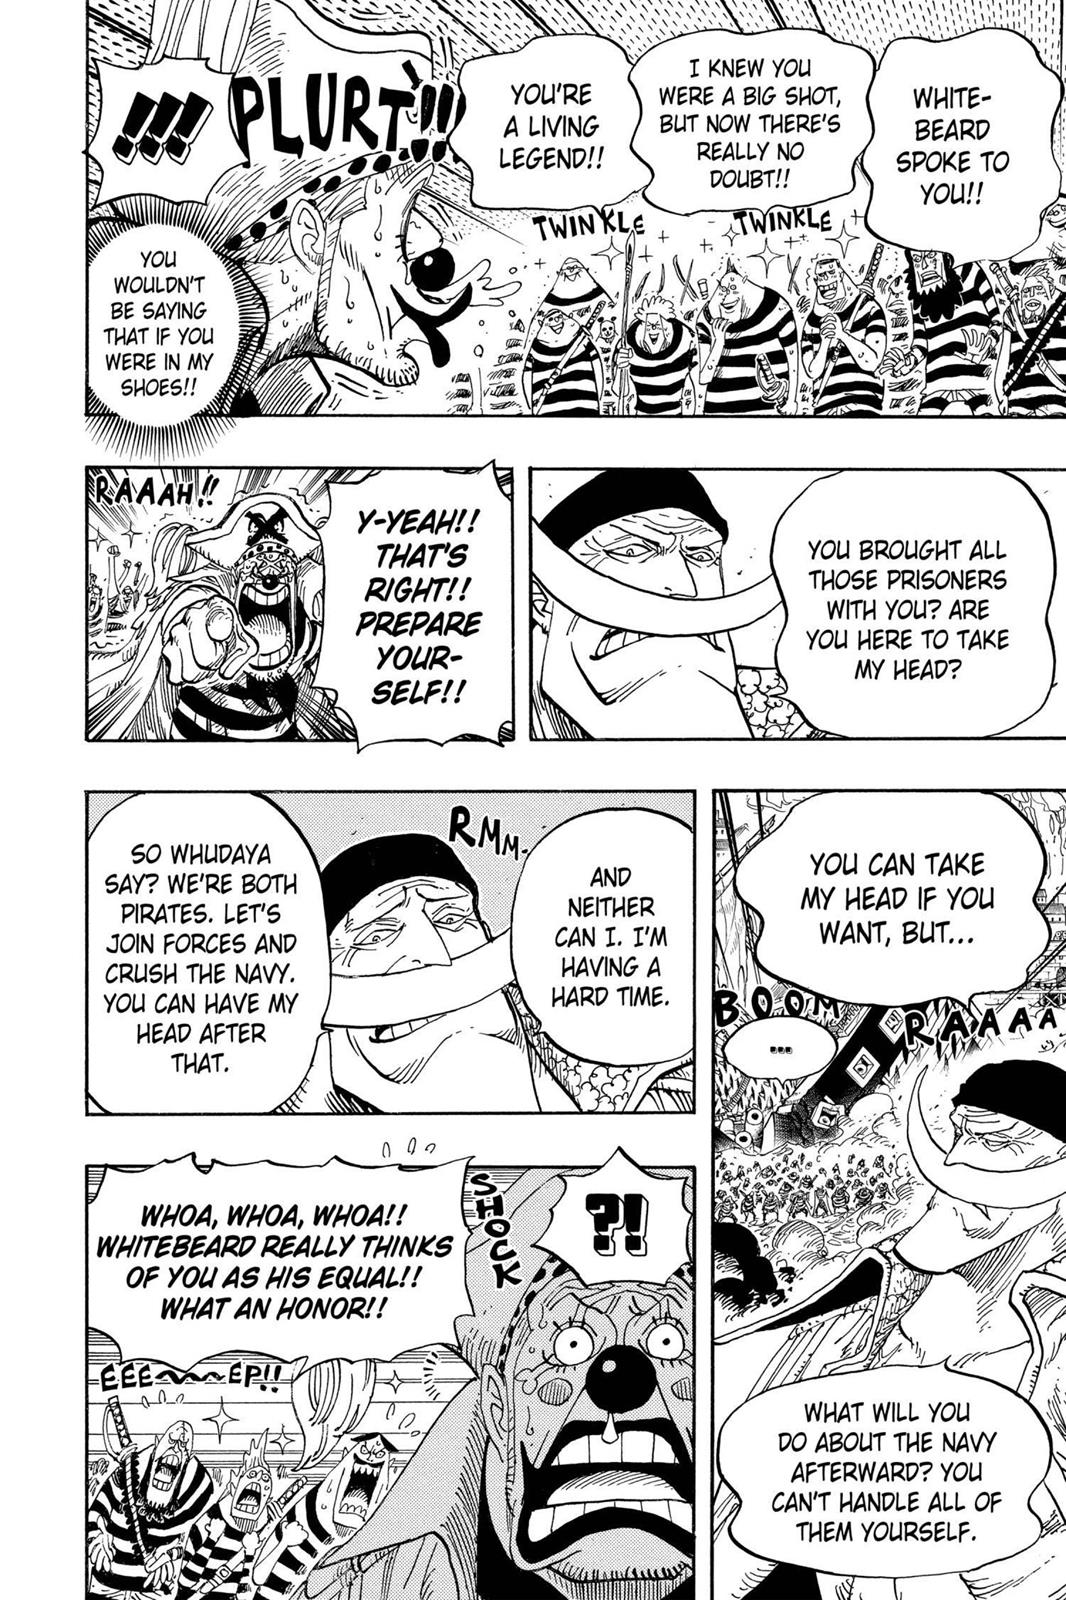 WHITE-
BEARD
SPOKE TO
YOU!!
I KNEW YOU
WERE A BIG SHOT,
BUT NOW THERE'S
REALLY NO
DOUBT!!
YOU'RE
A LIVING
LEGEND!!
TWINKLE
TWINKLE
PLURT!!
!!!
YOU
WOULDN'T
BE SAYING
THAT IF YOU
WERE IN MY
SHOES!!
YOU BROUGHT ALL
THOSE PRISONERS
WITH YOU? ARE
YOU HERE TO TAKE
MY HEAD?
Y-YEAH!!
THAT'S
RIGHT!!
PREPARE
YOUR-
SELF!!
RAAAH!!
YOU CAN TAKE
MY HEAD IF YOU
WANT, BUT...
BOOM
...
RAAAA
WHAT WILL YOU
DO ABOUT THE NAVY
AFTERWARD? YOU
CAN'T HANDLE ALL OF
THEM YOURSELF.
AND
NEITHER
CAN I. I'M
HAVING A
HARD TIME.
RMM-
SO WHUDAYA
SAY? WE'RE BOTH
PIRATES. LET'S
JOIN FORCES AND
CRUSH THE NAVY.
YOU CAN HAVE MY
HEAD AFTER
THAT.
?!
SHOCK
WHOA, WHOA, WHOA!!
WHITEBEARD REALLY THINKS
OF YOU AS HIS EQUAL!!
WHAT AN HONOR!!
EEE~~EP!!